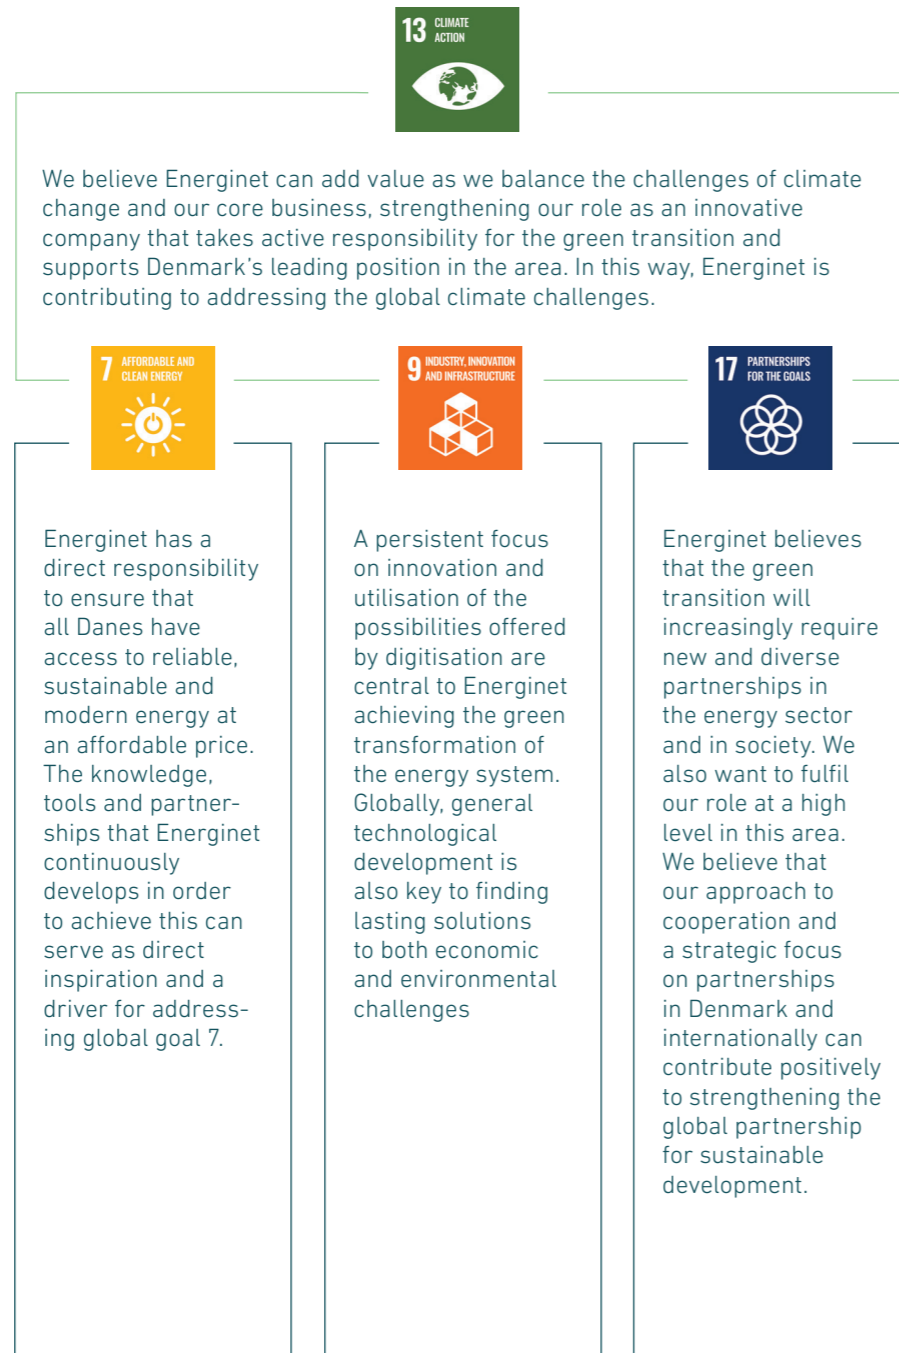 13 CLIMATE
ACTION
We believe Energinet can add value as we balance the challenges of climate
change and our core business, strengthening our role as an innovative
company that takes active responsibility for the green transition and
supports Denmark's leading position in the area. In this way, Energinet is
contributing to addressing the global climate challenges.
7 AFFORDABLE AND
CLEAN ENERGY
Energinet has a
direct responsibility
to ensure that
all Danes have
access to reliable,
sustainable and
modern energy at
an affordable price.
The knowledge,
tools and partner-
ships that Energinet
continuously
develops in order
to achieve this can
serve as direct
inspiration and a
driver for address-
ing global goal 7.
9 INDUSTRY, INNOVATION
AND INFRASTRUCTURE
A persistent focus
on innovation and
utilisation of the
possibilities offered
by digitisation are
central to Energinet
achieving the green
transformation of
the energy system.
Globally, general
technological
development is
also key to finding
lasting solutions
to both economic
and environmental
challenges
17 PARTNERSHIPS
FOR THE GOALS
Energinet believes
that the green
transition will
increasingly require
new and diverse
partnerships in
the energy sector
and in society. We
also want to fulfil
our role at a high
level in this area.
We believe that
our approach to
cooperation and
a strategic focus
on partnerships
in Denmark and
internationally can
contribute positively
to strengthening the
global partnership
for sustainable
development.